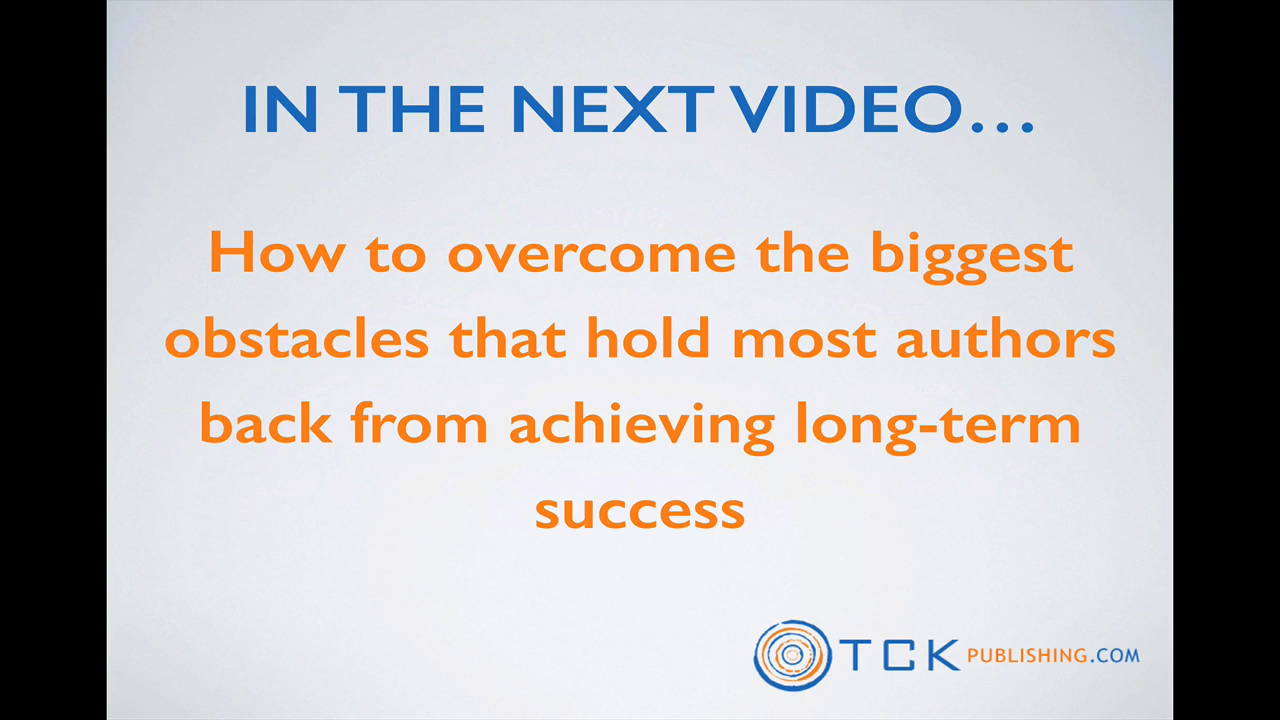 IN THE NEXT VIDEO…
How to overcome the biggest
obstacles that hold most authors
back from achieving long-term
success
TCK PUBLISHING.COM